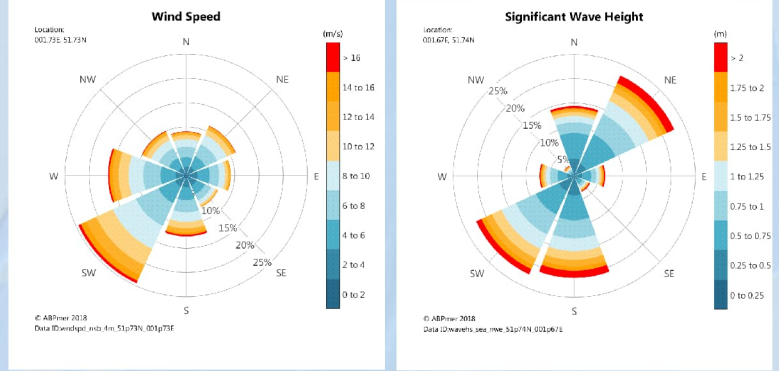 Wind Speed
Location:
001.73E, 51.73N
(m/s)
N
NE
E
SE
S
SW
W
NW
10%
15%
20%
25%
> 16
14 to 16
12 to 14
10 to 12
8 to 10
6 to 8
4 to 6
2 to 4
0 to 2
© ABPmer 2018
Data ID:wndspd_nsb_4m_51p73N_001p73E
Significant Wave Height
Location:
001.67E, 51.74N
(m)
N
NE
E
SE
S
SW
W
NW
25%
20%
15%
10%
5%
> 2
1.75 to 2
1.5 to 1.75
1.25 to 1.5
1 to 1.25
0.75 to 1
0.5 to 0.75
0.25 to 0.5
0 to 0.25
© ABPmer 2018
Data ID:wavehs_sea_nwe_51p74N_001p67E